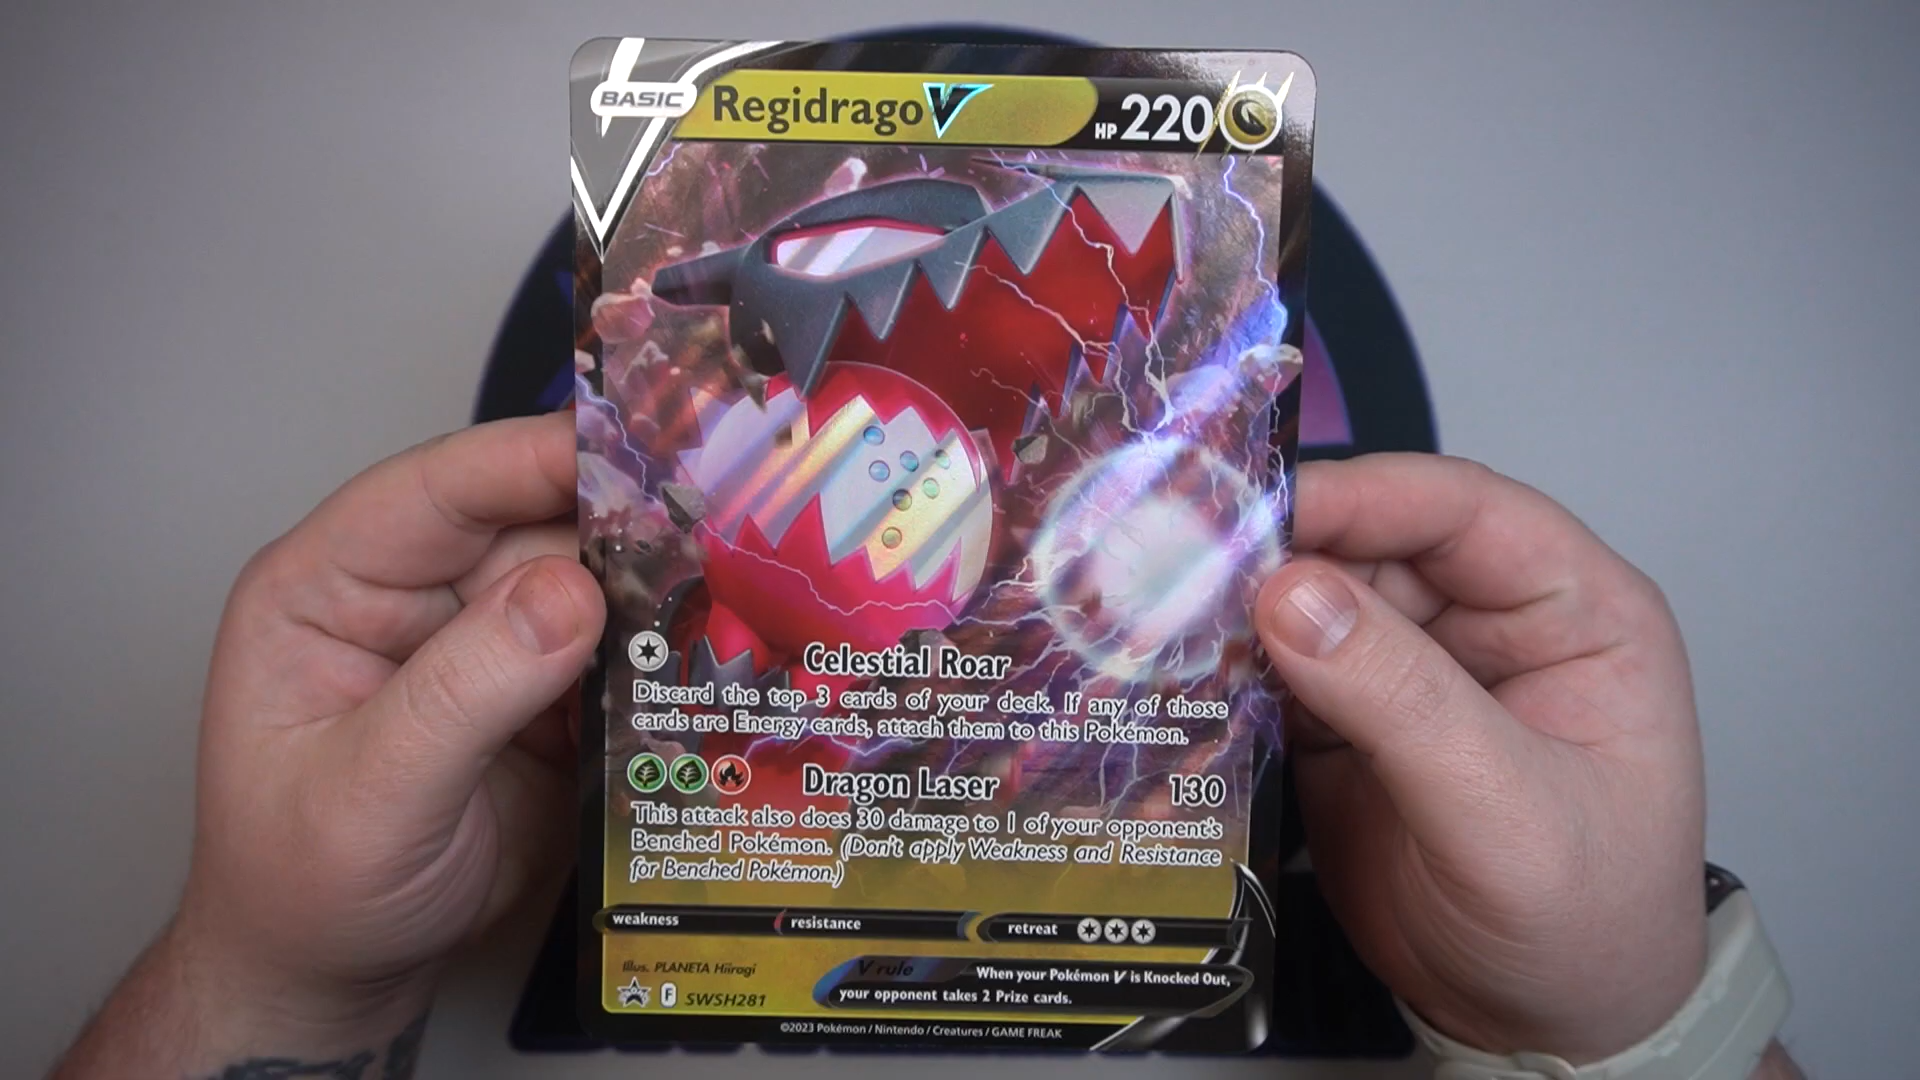 BASIC Regidrago V HP 220
Celestial Roar
Discard the top 3 cards of your deck. If any of those
cards are Energy cards, attach them to this Pokémon.
Dragon Laser 130
This attack also does 30 damage to 1 of your opponent's
Benched Pokémon. (Don't apply Weakness and Resistance
for Benched Pokémon.)
weakness resistance retreat
Illus. PLANETA Hiiragi
V rule When your Pokémon V is Knocked Out,
your opponent takes 2 Prize cards.
F SWSH281
©2023 Pokémon / Nintendo / Creatures / GAME FREAK